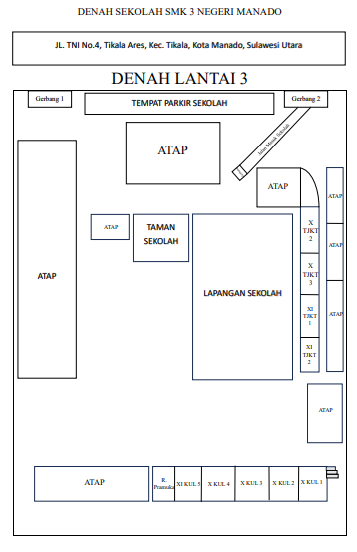 DENAH SEKOLAH SMK 3 NEGERI MANADO
JL. TNI No.4, Tikala Ares, Kec. Tikala, Kota Manado, Sulawesi Utara
DENAH LANTAI 3
Gerbang 1
TEMPAT PARKIR SEKOLAH
Gerbang 2
Jalan Masuk Sekolah
ATAP
ATAP
ATAP
ATAP
TAMAN
SEKOLAH
X
TJKT
2
ATAP
ATAP
LAPANGAN SEKOLAH
X
TJKT
3
XI
TJKT
1
ATAP
XI
TJKT
2
ATAP
ATAP
R.
Pramuka
XI KUL 5
X KUL 4
X KUL 3
X KUL 2
X KUL 1